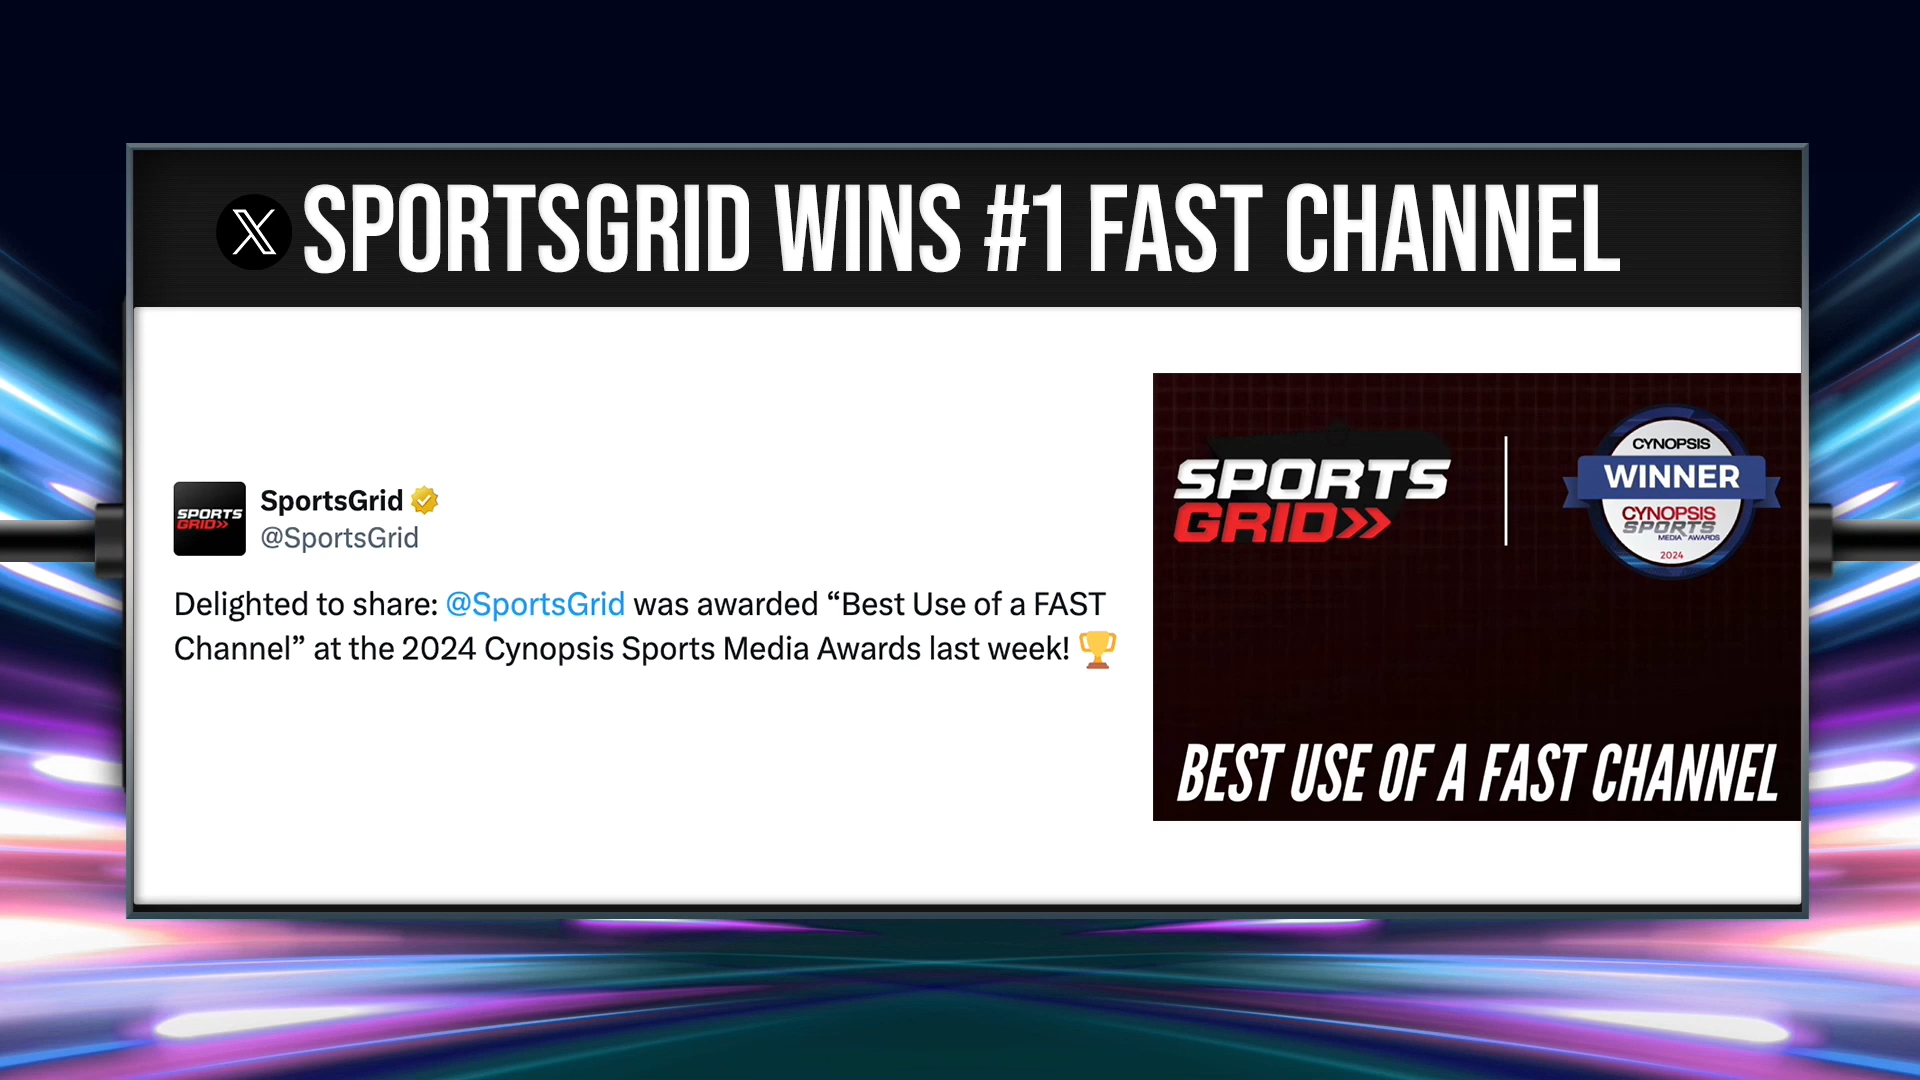 SPORTSGRID WINS #1 FAST CHANNEL
SPORTS
GRID»
SportsGrid
@SportsGrid
Delighted to share: @SportsGrid was awarded “Best Use of a FAST
Channel” at the 2024 Cynopsis Sports Media Awards last week! 🏆
SPORTS
GRID»
CYNOPSIS
WINNER
CYNOPSIS
SPORTS
MEDIA AWARDS
2024
BEST USE OF A FAST CHANNEL